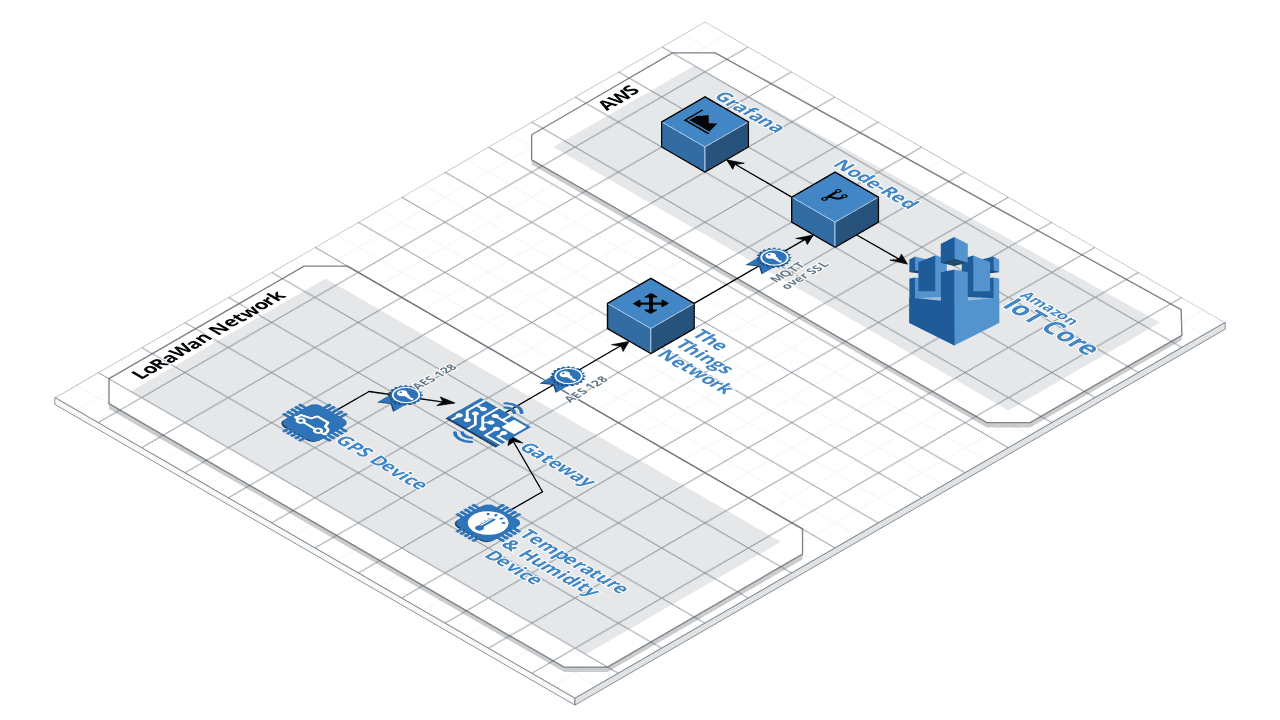 AWS
Grafana
Node-Red
MQTT
over SSL
Amazon
IoT Core
The
Things
Network
LoRaWan Network
AES-128
AES-128
GPS Device
Gateway
Temperature
& Humidity
Device